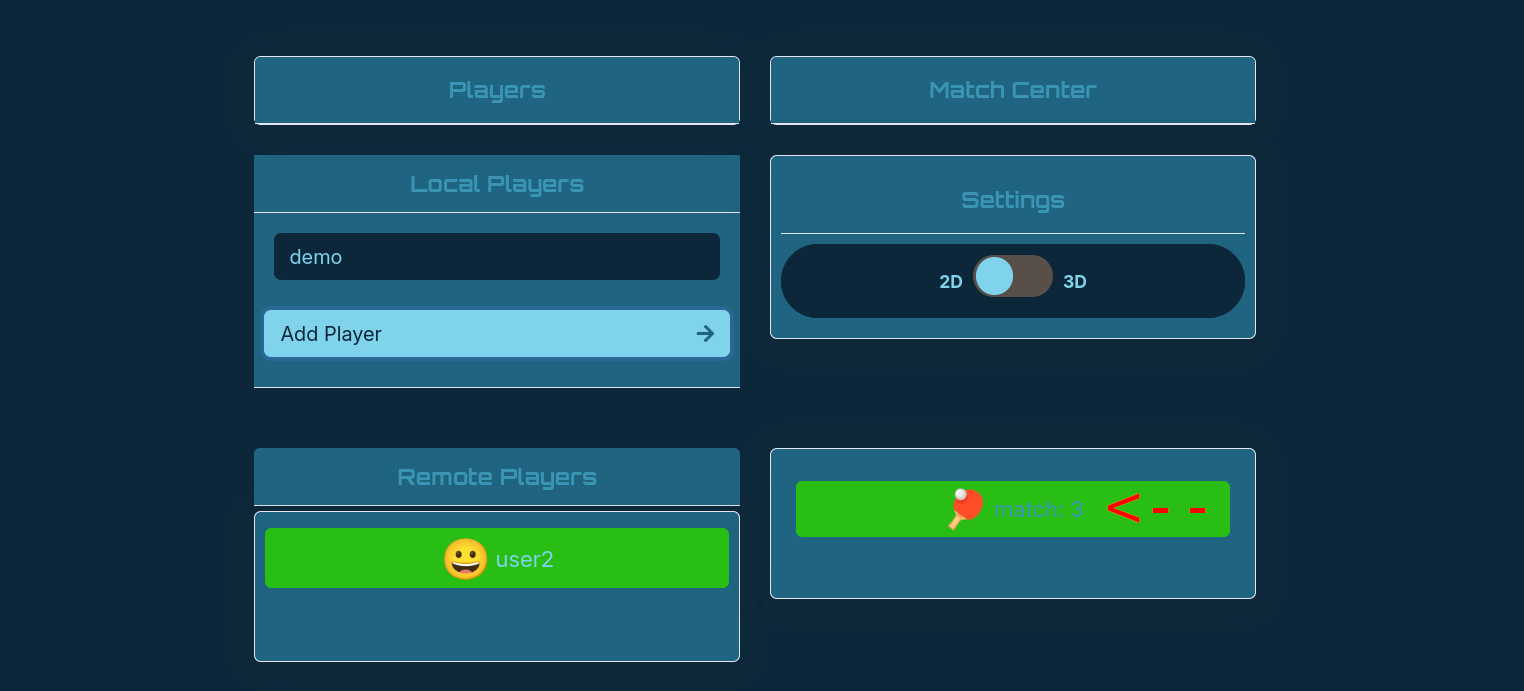 Players
Match Center
Local Players
demo
Add Player
Settings
2D
3D
Remote Players
user2
match: 3 <--